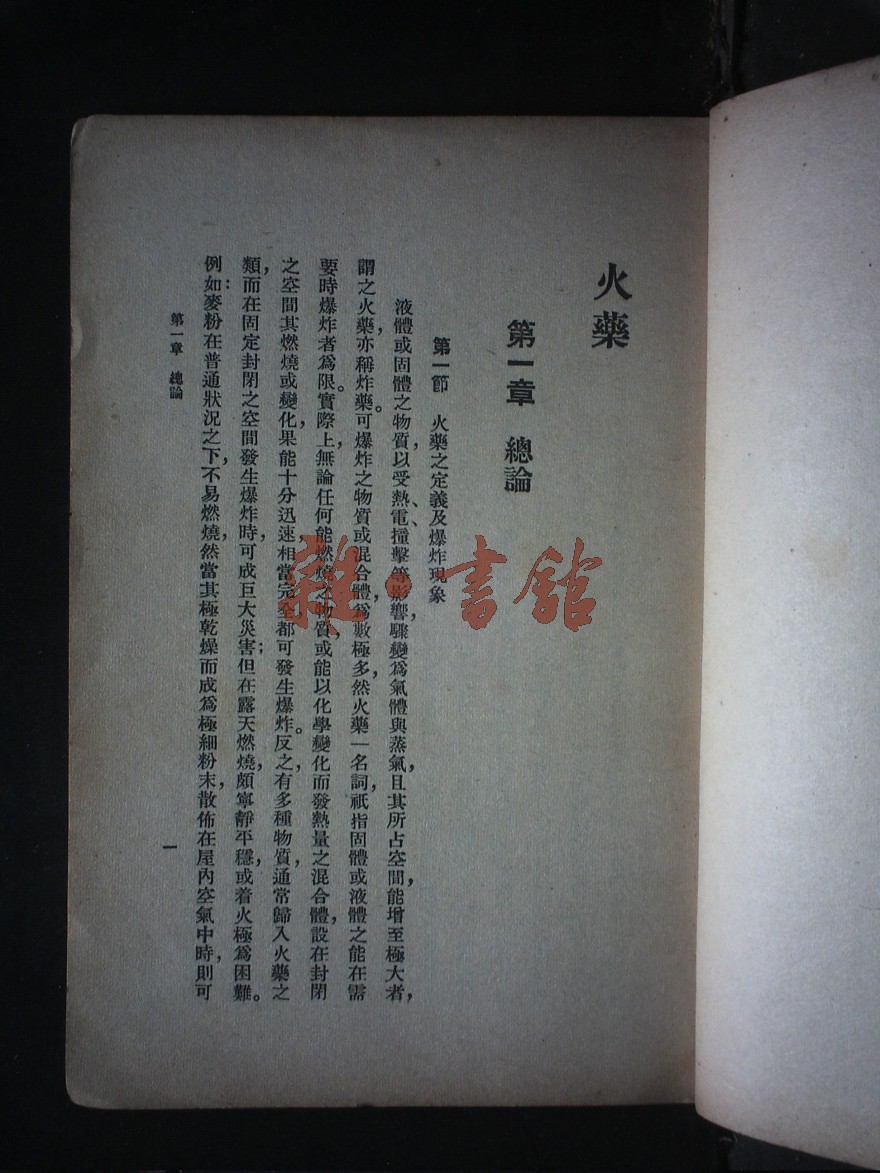 火藥
第一章 總論
第一節 火藥之定義及爆炸現象
液體或固體之物質，以受熱、電、撞擊等影響，驟變爲氣體與蒸氣，且其所占空間，能增至極大者，
謂之火藥，亦稱炸藥。可爆炸之物質或混合體，爲數極多，然火藥一名詞，祇指固體或液體之能在需
要時爆炸者爲限。實際上，無論任何能燃燒之物質，或能以化學變化而發熱量之混合體，設在封閉
之空間其燃燒或變化，果能十分迅速，相當完全，都可發生爆炸。反之，有多種物質，通常歸入火藥之
類，而在固定封閉之空間發生爆炸時，可成巨大災害；但在露天燃燒，頗寧靜平穩，或着火極爲困難。
例如：麥粉在普通狀況之下，不易燃燒，然當其極乾燥而成爲極細粉末，散佈在屋內空氣中時，則可
第一章 總論
一
雜·書館